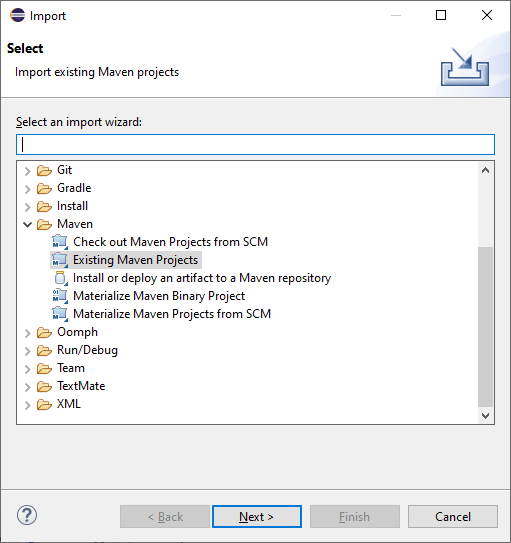 Import
Select
Import existing Maven projects
Select an import wizard:
Git
Gradle
Install
Maven
Check out Maven Projects from SCM
Existing Maven Projects
Install or deploy an artifact to a Maven repository
Materialize Maven Binary Project
Materialize Maven Projects from SCM
Oomph
Run/Debug
Team
TextMate
XML
? < Back Next > Finish Cancel